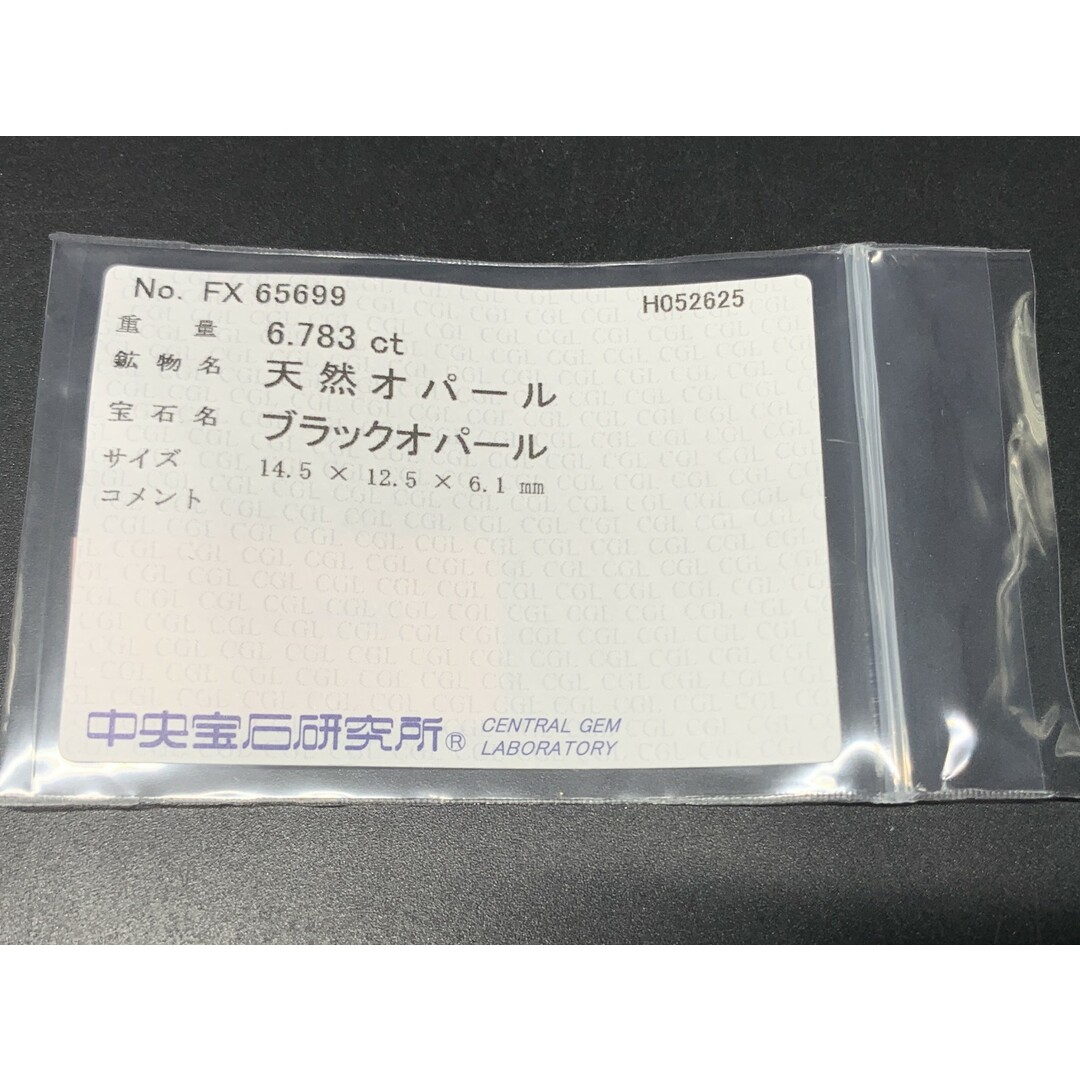 No. FX 65699 H052625
重量 6.783 ct
鉱物名 天然オパール
宝石名 ブラックオパール
サイズ 14.5 × 12.5 × 6.1 mm
コメント
中央宝石研究所® CENTRAL GEM
LABORATORY